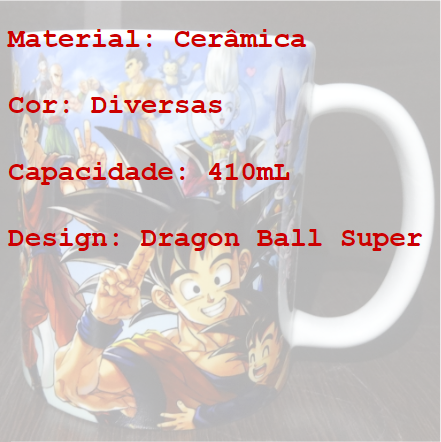 Material: Cerâmica
Cor: Diversas
Capacidade: 410mL
Design: Dragon Ball Super